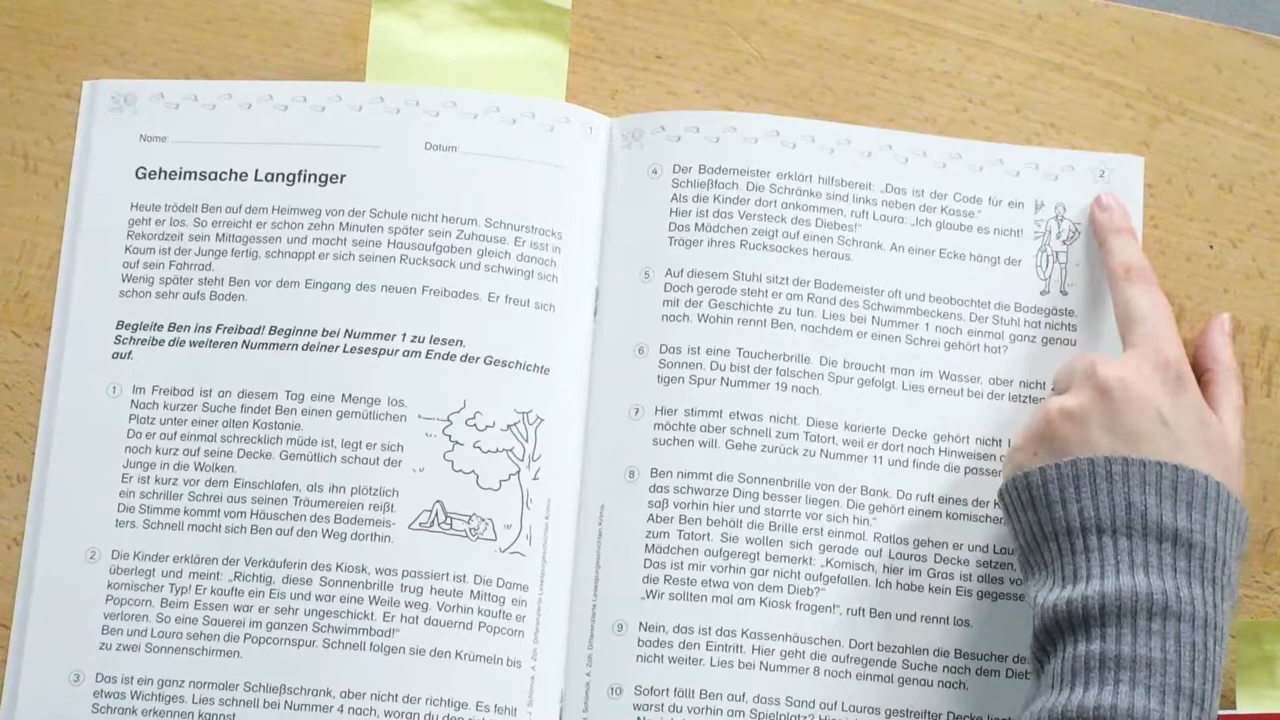 1
Name:
Datum:
Geheimsache Langfinger
Heute trödelt Ben auf dem Heimweg von der Schule nicht herum. Schnurstracks
geht er los. So erreicht er schon zehn Minuten später sein Zuhause. Er isst in
Rekordzeit sein Mittagessen und macht seine Hausaufgaben gleich danach.
Kaum ist der Junge fertig, schnappt er sich seinen Rucksack und schwingt sich
auf sein Fahrrad.
Wenig später steht Ben vor dem Eingang des neuen Freibades. Er freut sich
schon sehr aufs Baden.
Begleite Ben ins Freibad! Beginne bei Nummer 1 zu lesen.
Schreibe die weiteren Nummern deiner Lesespur am Ende der Geschichte
auf.
1 Im Freibad ist an diesem Tag eine Menge los.
Nach kurzer Suche findet Ben einen gemütlichen
Platz unter einer alten Kastanie.
Da er auf einmal schrecklich müde ist, legt er sich
noch kurz auf seine Decke. Gemütlich schaut der
Junge in die Wolken.
Er ist kurz vor dem Einschlafen, als ihn plötzlich
ein schriller Schrei aus seinen Träumereien reißt.
Die Stimme kommt vom Häuschen des Bademeis-
ters. Schnell macht sich Ben auf den Weg dorthin.
2 Die Kinder erklären der Verkäuferin des Kiosk, was passiert ist. Die Dame
überlegt und meint: „Richtig, diese Sonnenbrille trug heute Mittag ein
komischer Typ! Er kaufte ein Eis und war eine Weile weg. Vorhin kaufte er
Popcorn. Beim Essen war er sehr ungeschickt. Er hat dauernd Popcorn
verloren. So eine Sauerei im ganzen Schwimmbad!“
Ben und Laura sehen die Popcornspur. Schnell folgen sie den Krümeln bis
zu zwei Sonnenschirmen.
3 Das ist ein ganz normaler Schließschrank, aber nicht der richtige. Es fehlt
etwas Wichtiges. Lies schnell bei Nummer 4 nach, woran du den
Schrank erkennen kannst.
2
4 Der Bademeister erklärt hilfsbereit: „Das ist der Code für ein
Schließfach. Die Schränke sind links neben der Kasse.“
Als die Kinder dort ankommen, ruft Laura: „Ich glaube es nicht!
Hier ist das Versteck des Diebes!“
Das Mädchen zeigt auf einen Schrank. An einer Ecke hängt der
Träger ihres Rucksackes heraus.
5 Auf diesem Stuhl sitzt der Bademeister oft und beobachtet die Badegäste.
Doch gerade steht er am Rand des Schwimmbeckens. Der Stuhl hat nichts
mit der Geschichte zu tun. Lies bei Nummer 1 noch einmal ganz genau
nach. Wohin rennt Ben, nachdem er einen Schrei gehört hat?
6 Das ist eine Taucherbrille. Die braucht man im Wasser, aber nicht
Sonnen. Du bist der falschen Spur gefolgt. Lies erneut bei der letzten
tigen Spur Nummer 19 nach.
7 Hier stimmt etwas nicht. Diese karierte Decke gehört nicht
möchte aber schnell zum Tatort, weil er dort nach Hinweisen
suchen will. Gehe zurück zu Nummer 11 und finde die passen
8 Ben nimmt die Sonnenbrille von der Bank. Da ruft eines der K
das schwarze Ding besser liegen. Die gehört einem komischen
saß vorhin hier und starrte vor sich hin.“
Aber Ben behält die Brille erst einmal. Ratlos gehen er und Lau
zum Tatort. Sie wollen sich gerade auf Lauras Decke setzen,
Mädchen aufgeregt bemerkt: „Komisch, hier im Gras ist alles vo
Das ist mir vorhin gar nicht aufgefallen. Ich habe kein Eis gegesse
die Reste etwa vom Dieb?“
„Wir sollten mal am Kiosk fragen!“, ruft Ben und rennt los.
9 Nein, das ist das Kassenhäuschen. Dort bezahlen die Besucher de
bades den Eintritt. Hier geht die aufregende Suche nach dem Dieb
nicht weiter. Lies bei Nummer 8 noch einmal genau nach.
10 Sofort fällt Ben auf, dass Sand auf Lauras gestreifter Decke
warst du vorhin am Spielplatz?